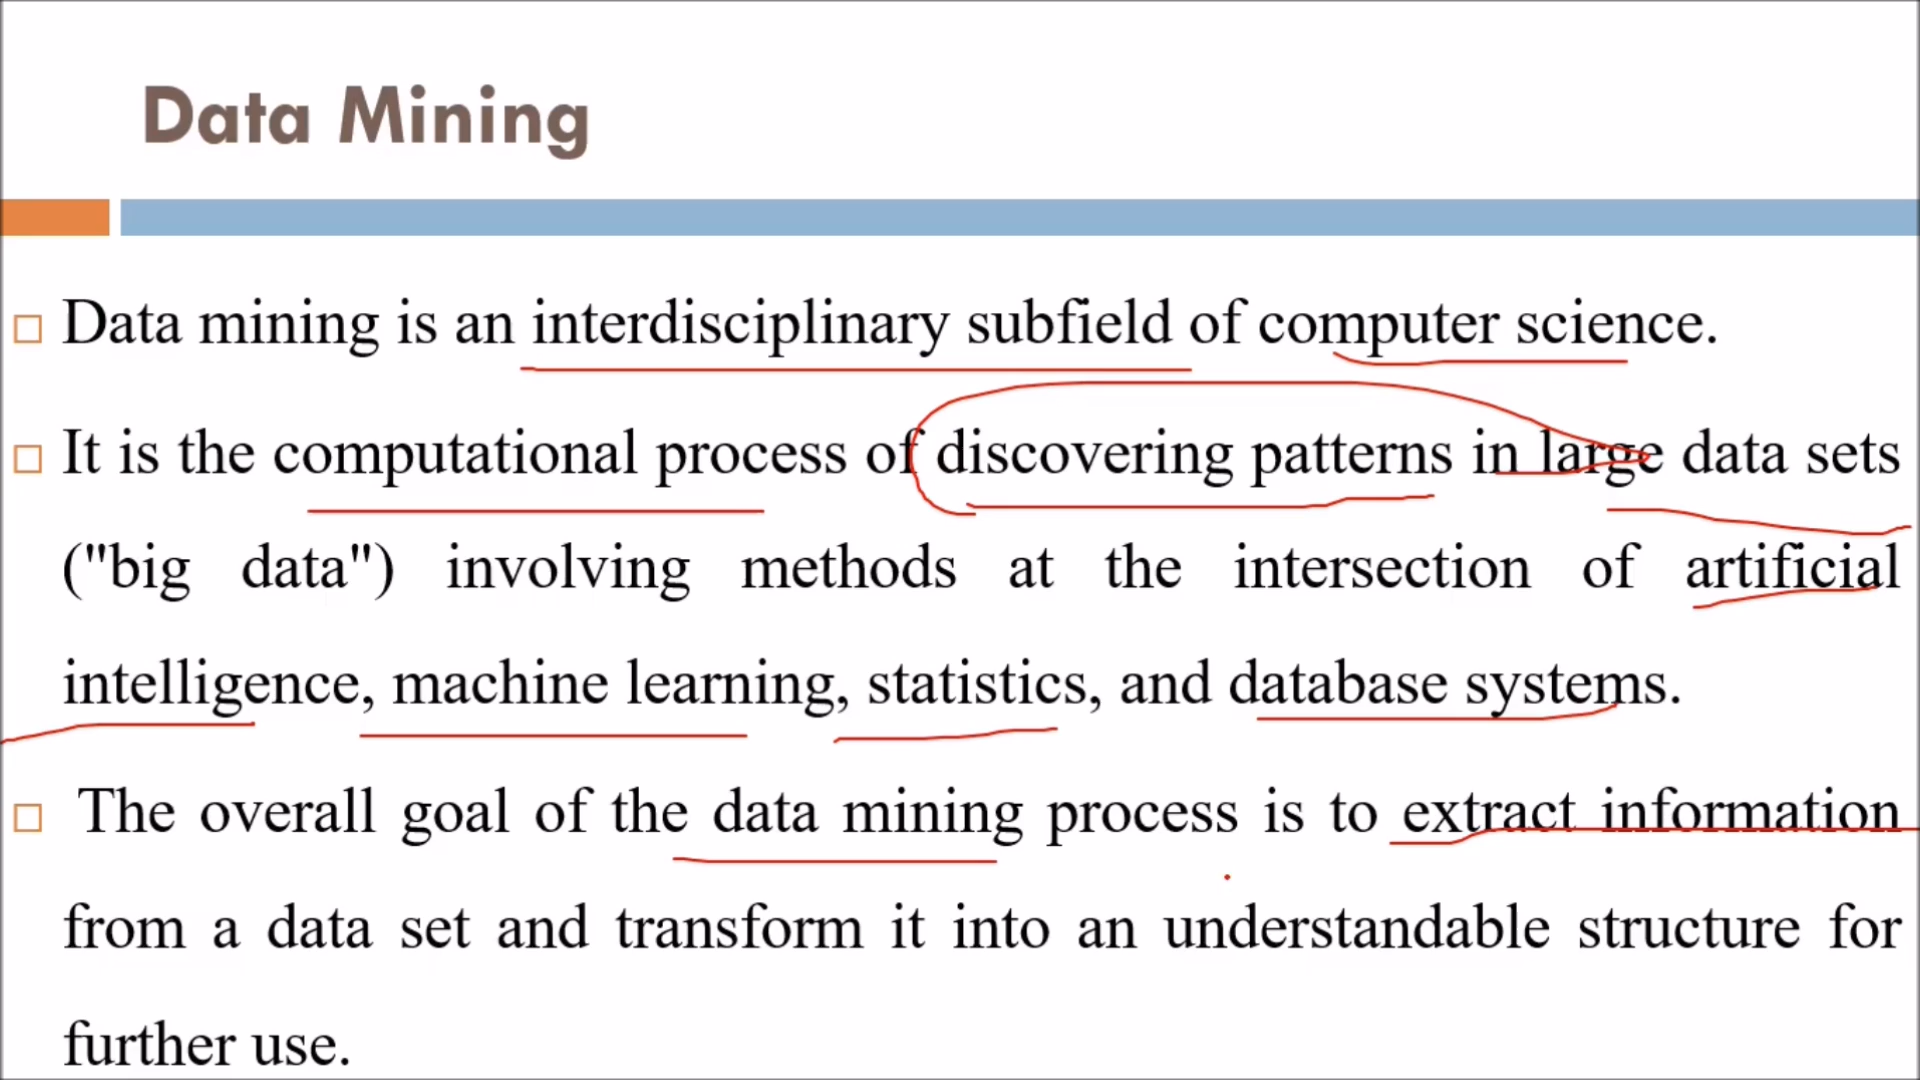 Data Mining
Data mining is an interdisciplinary subfield of computer science.
It is the computational process of discovering patterns in large data sets
("big data") involving methods at the intersection of artificial
intelligence, machine learning, statistics, and database systems.
The overall goal of the data mining process is to extract information
from a data set and transform it into an understandable structure for
further use.